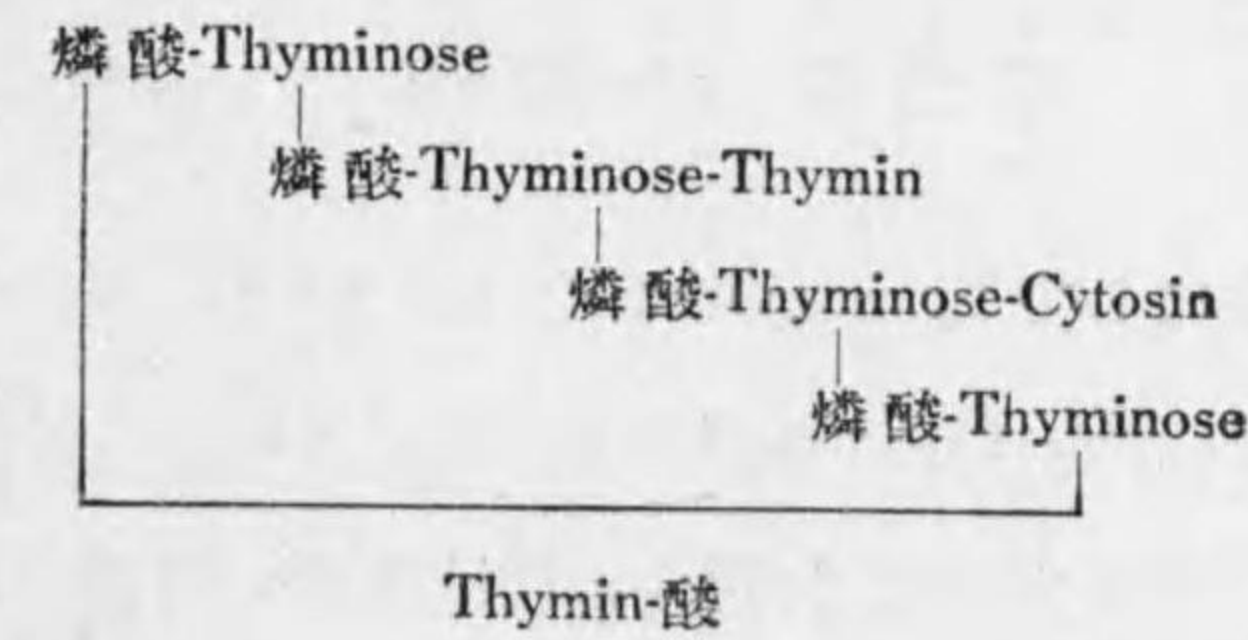 燐酸-Thyminose
燐酸-Thyminose-Thymin
燐酸-Thyminose-Cytosin
燐酸-Thyminose
Thymin-酸